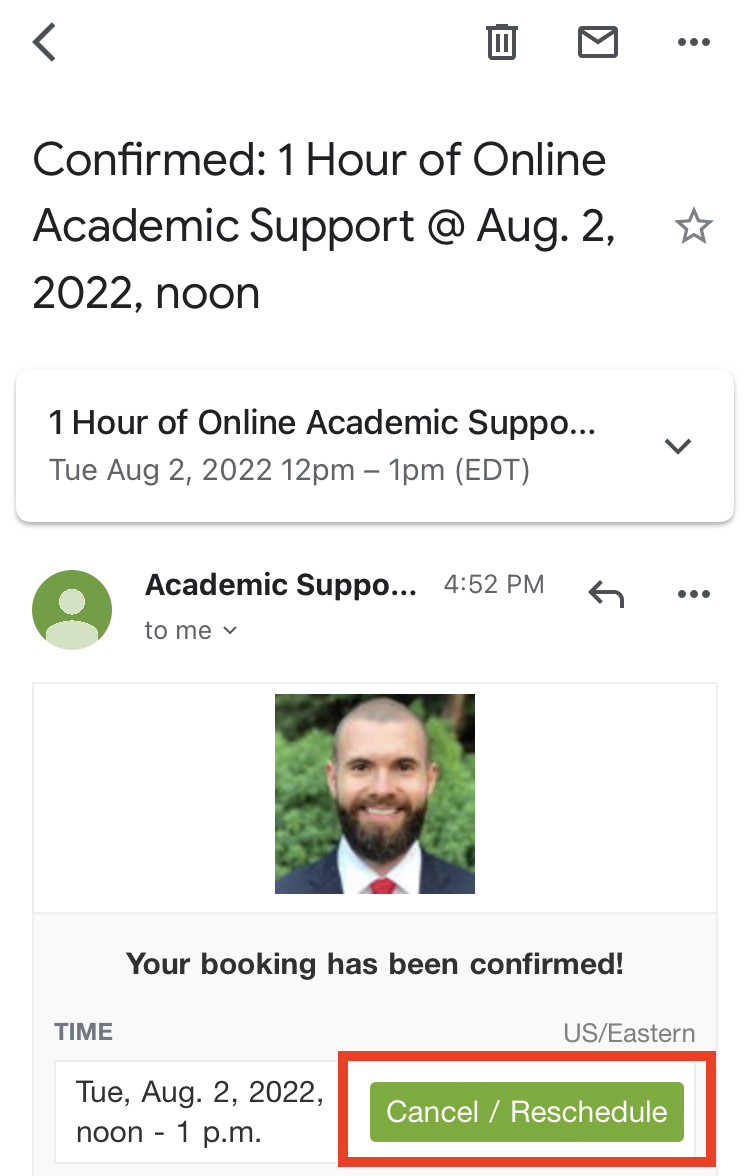 Confirmed: 1 Hour of Online
Academic Support @ Aug. 2,
2022, noon
1 Hour of Online Academic Suppo...
Tue Aug 2, 2022 12pm – 1pm (EDT)
Academic Suppo... 4:52 PM
to me
Your booking has been confirmed!
TIME US/Eastern
Tue, Aug. 2, 2022,
noon - 1 p.m.
Cancel / Reschedule